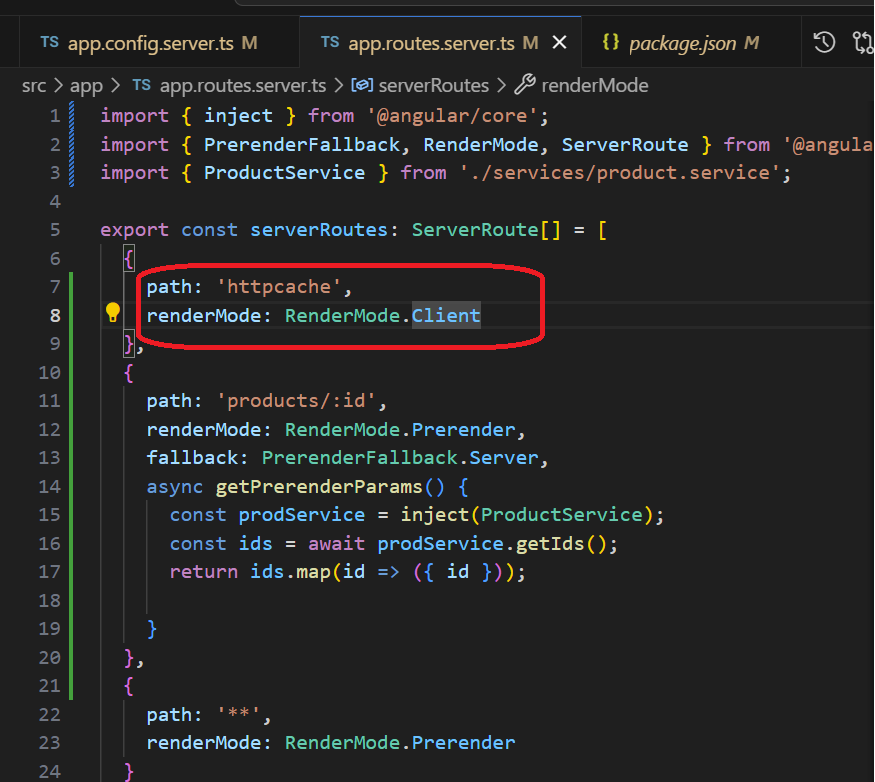 TS app.config.server.ts M TS app.routes.server.ts M {} package.json M
src > app > TS app.routes.server.ts > serverRoutes > renderMode
1 import { inject } from '@angular/core';
2 import { PrerenderFallback, RenderMode, ServerRoute } from '@angula
3 import { ProductService } from './services/product.service';
4
5 export const serverRoutes: ServerRoute[] = [
6 {
7 path: 'httpcache',
8 renderMode: RenderMode.Client
9 },
10 {
11 path: 'products/:id',
12 renderMode: RenderMode.Prerender,
13 fallback: PrerenderFallback.Server,
14 async getPrerenderParams() {
15 const prodService = inject(ProductService);
16 const ids = await prodService.getIds();
17 return ids.map(id => ({ id }));
18
19 }
20 },
21 {
22 path: '**',
23 renderMode: RenderMode.Prerender
24 }